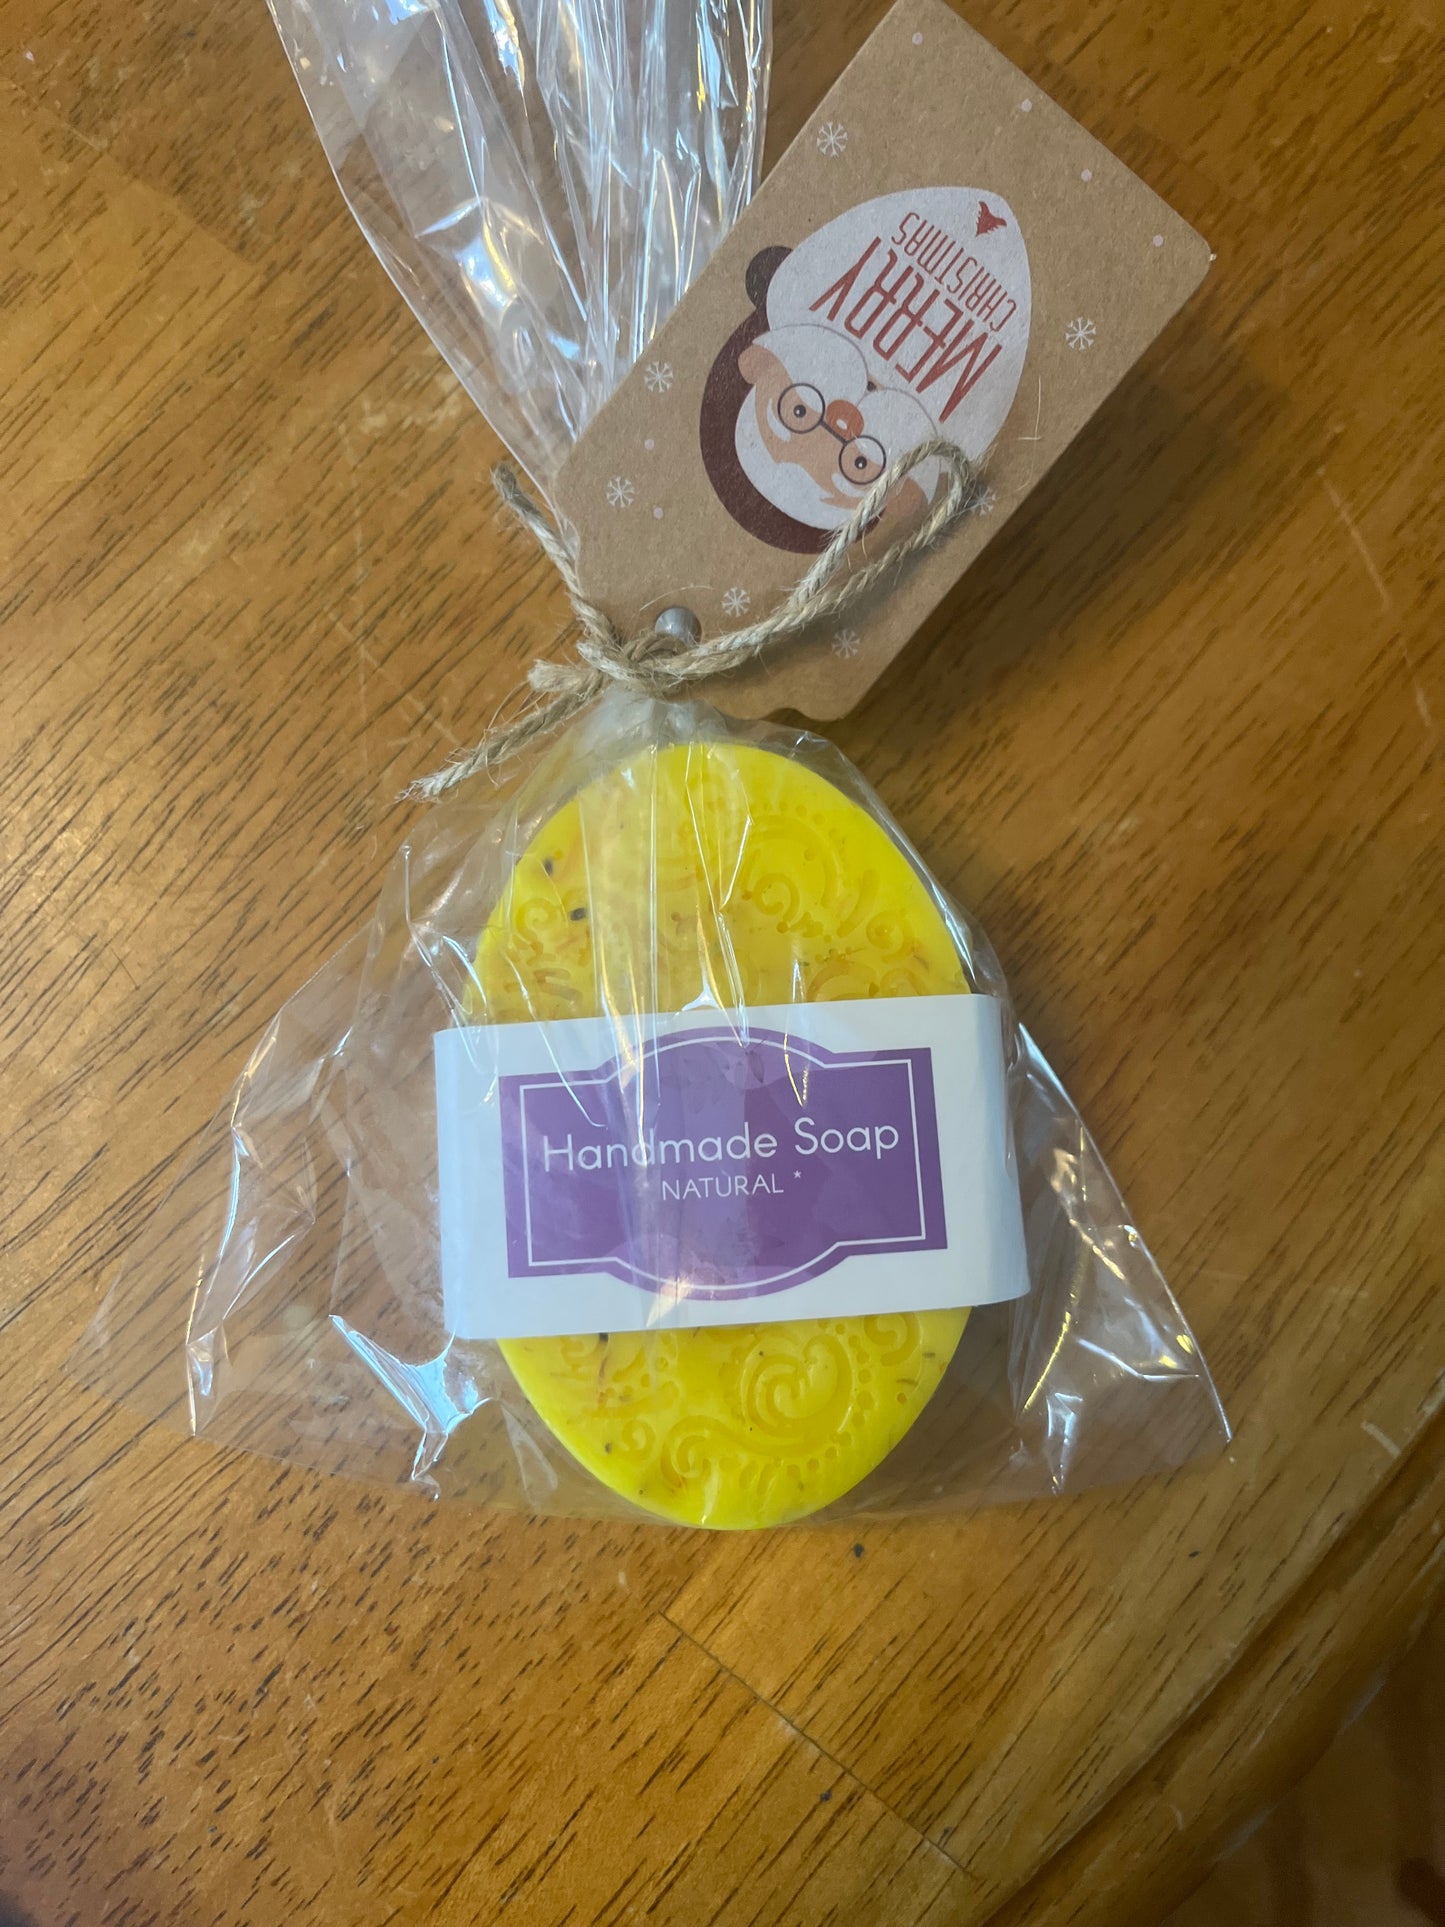 MERRY
CHRISTMAS
Handmade Soap
* NATURAL *